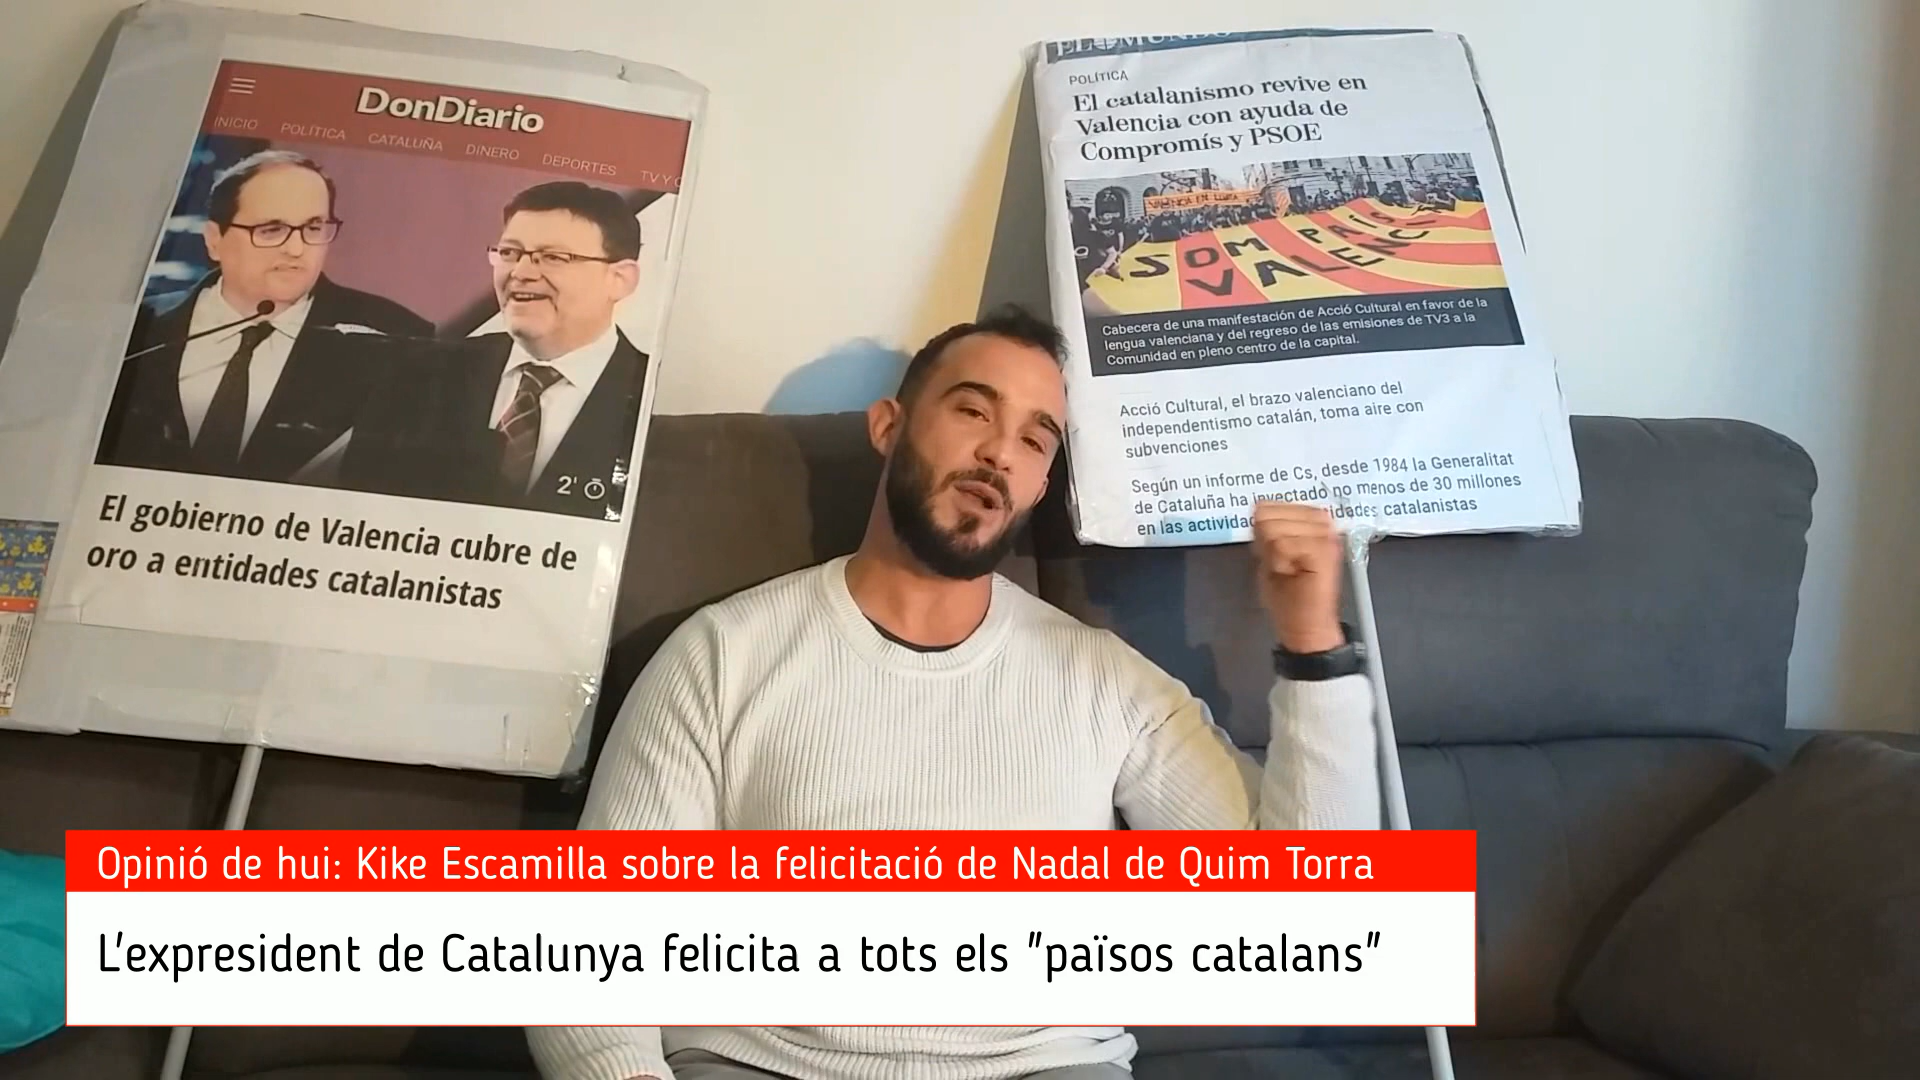 DonDiario
INICIO POLÍTICA CATALUÑA DINERO DEPORTES TV Y
2'
El gobierno de Valencia cubre de
oro a entidades catalanistas
EL MUNDO
POLÍTICA
El catalanismo revive en
Valencia con ayuda de
Compromís y PSOE
SOM PAÍS
VALENC
Cabecera de una manifestación de Acció Cultural en favor de la
lengua valenciana y del regreso de las emisiones de TV3 a la
Comunidad en pleno centro de la capital.
Acció Cultural, el brazo valenciano del
independentismo catalán, toma aire con
subvenciones
Según un informe de Cs, desde 1984 la Generalitat
de Cataluña ha inyectado no menos de 30 millones
en las actividad idades catalanistas
Opinió de hui: Kike Escamilla sobre la felicitació de Nadal de Quim Torra
L'expresident de Catalunya felicita a tots els "països catalans"